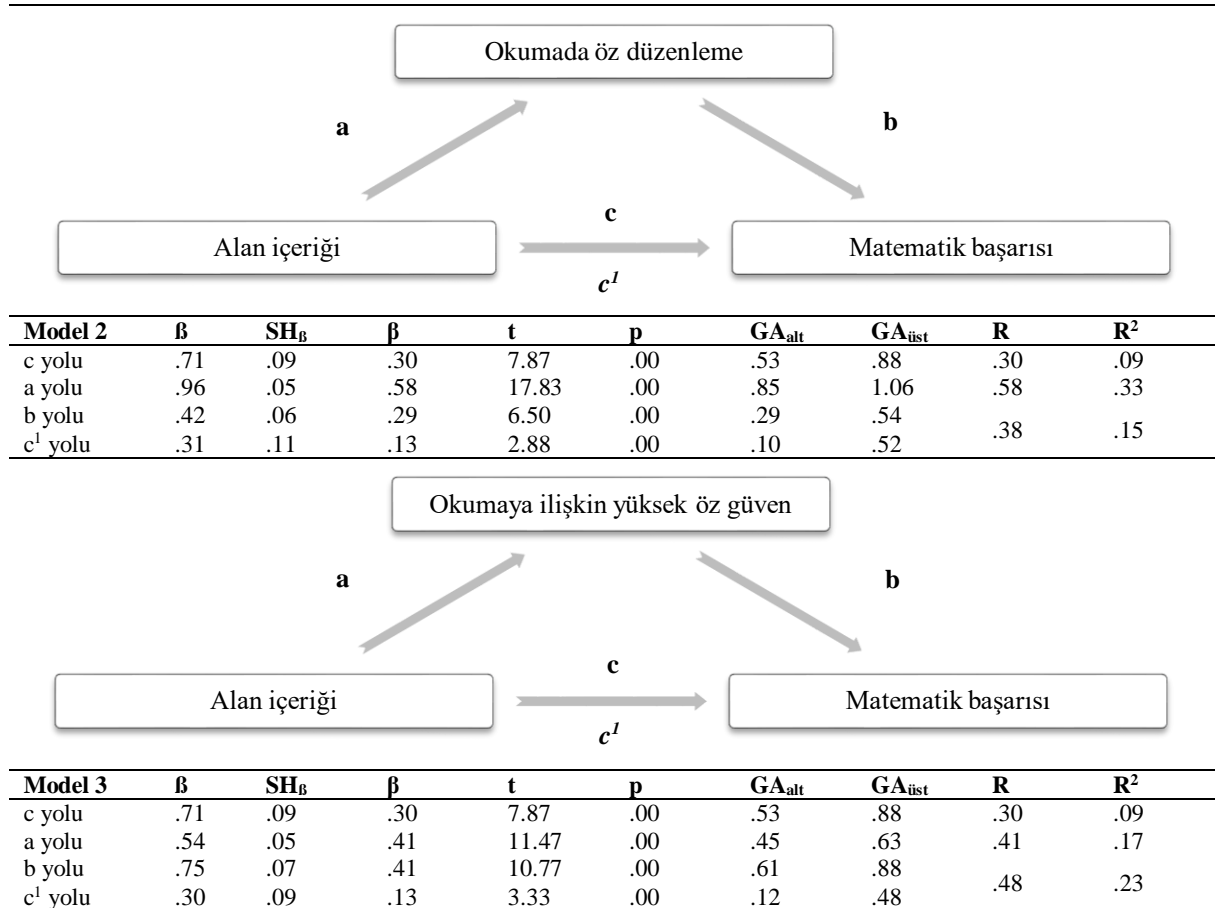 Okumada öz düzenleme
a
b
c
Alan içeriği
Matematik başarısı
c¹
Model 2 ß SHß β t p GAalt GAüst R R²
c yolu .71 .09 .30 7.87 .00 .53 .88 .30 .09
a yolu .96 .05 .58 17.83 .00 .85 1.06 .58 .33
b yolu .42 .06 .29 6.50 .00 .29 .54 .38 .15
c¹ yolu .31 .11 .13 2.88 .00 .10 .52
Okumaya ilişkin yüksek öz güven
a
b
c
Alan içeriği
Matematik başarısı
c¹
Model 3 ß SHß β t p GAalt GAüst R R²
c yolu .71 .09 .30 7.87 .00 .53 .88 .30 .09
a yolu .54 .05 .41 11.47 .00 .45 .63 .41 .17
b yolu .75 .07 .41 10.77 .00 .61 .88 .48 .23
c¹ yolu .30 .09 .13 3.33 .00 .12 .48